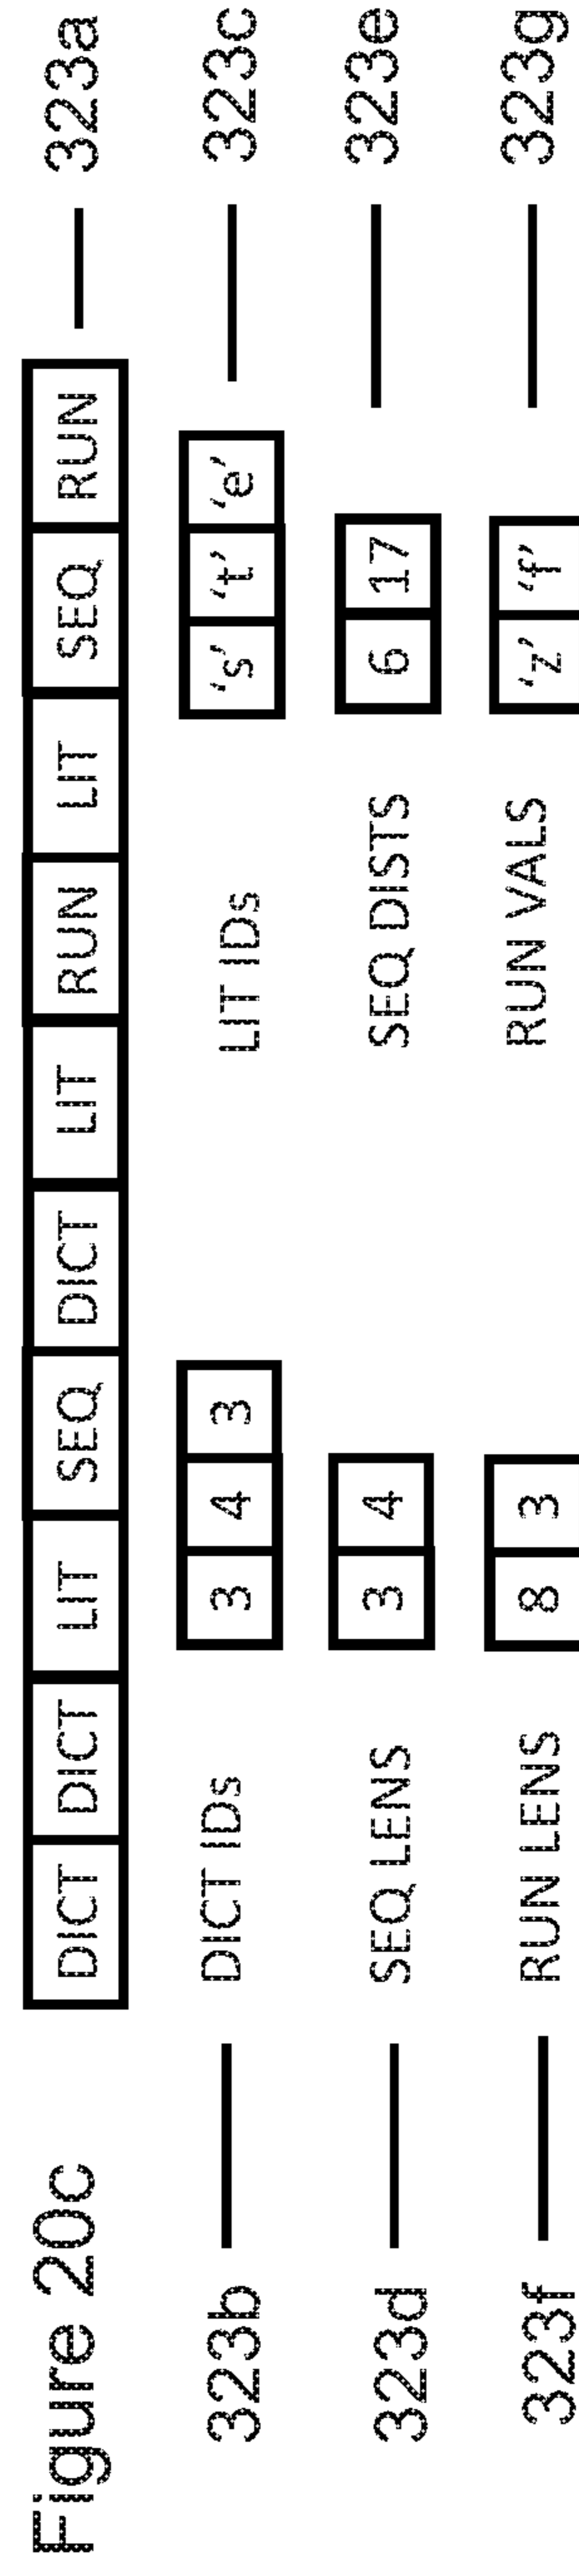 Figure 20c DICT DICT LIT SEQ DICT LIT RUN LIT SEQ RUN 323a
323b DICT IDs 3 4 3 LIT IDs ‘s’ ‘t’ ‘e’ 323c
323d SEQ LENS 3 4 SEQ DISTS 6 17 323e
323f RUN LENS 8 3 RUN VALS ‘z’ ‘f’ 323g